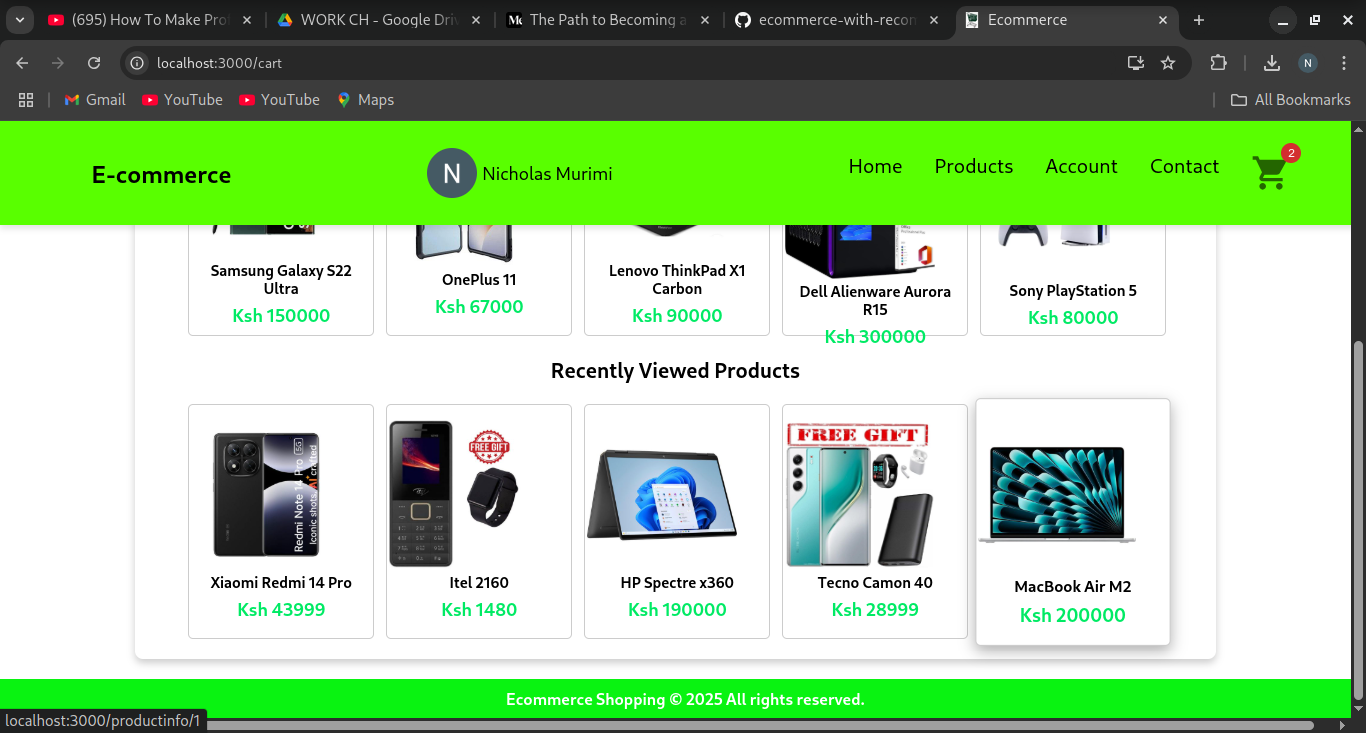 (695) How To Make Pro
WORK CH - Google Dri
The Path to Becoming a
ecommerce-with-recon
Ecommerce
localhost:3000/cart
N
Gmail
YouTube
YouTube
Maps
All Bookmarks
E-commerce
N
Nicholas Murimi
Home
Products
Account
Contact
2
Samsung Galaxy S22
Ultra
Ksh 150000
OnePlus 11
Ksh 67000
Lenovo ThinkPad X1
Carbon
Ksh 90000
Dell Alienware Aurora
R15
Ksh 300000
Sony PlayStation 5
Ksh 80000
Recently Viewed Products
Redmi Note 14 Pro 5G
Iconic shots, AI crafted
Xiaomi Redmi 14 Pro
Ksh 43999
FREE GIFT
Itel 2160
Ksh 1480
HP Spectre x360
Ksh 190000
FREE GIFT
Tecno Camon 40
Ksh 28999
MacBook Air M2
Ksh 200000
Ecommerce Shopping © 2025 All rights reserved.
localhost:3000/productinfo/1